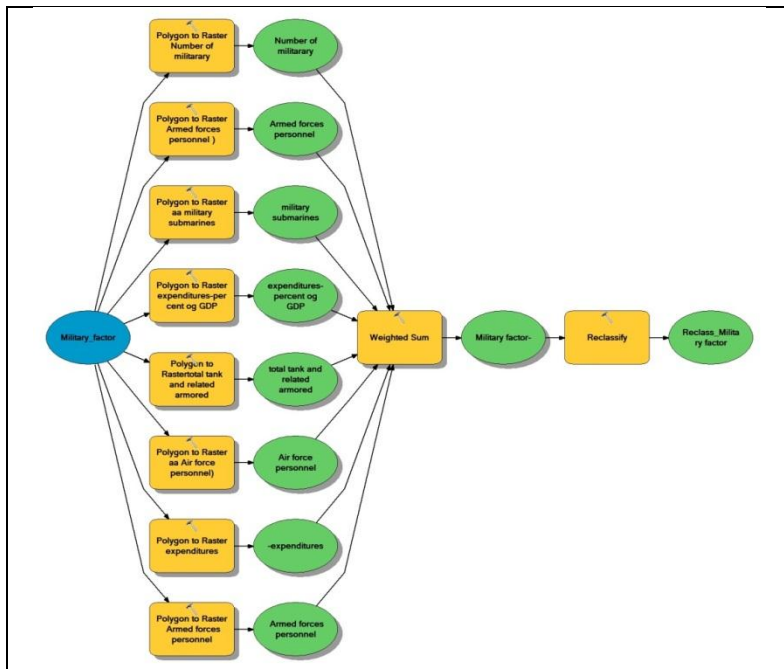 Polygon to Raster
Number of
militarary
Number of
militarary
Polygon to Raster
Armed forces
personnel )
Armed forces
personnel
Polygon to Raster
aa military
submarines
military
submarines
Polygon to Raster
expenditures-per
cent og GDP
expenditures-
percent og
GDP
Military_factor
Weighted Sum
Military factor-
Reclassify
Reclass_Milita
ry factor
Polygon to
Rastertotal tank
and related
armored
total tank and
related
armored
Polygon to Raster
aa Air force
personnel)
Air force
personnel
Polygon to Raster
expenditures
-expenditures
Polygon to Raster
Armed forces
personnel
Armed forces
personnel